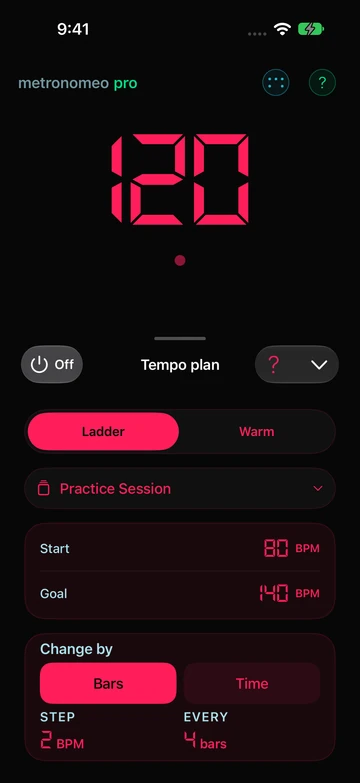 9:41
metronomeo pro
?
120
Off
Tempo plan
?
Ladder
Warm
Practice Session
Start
80 BPM
Goal
140 BPM
Change by
Bars
Time
STEP
EVERY
2 BPM
4 bars